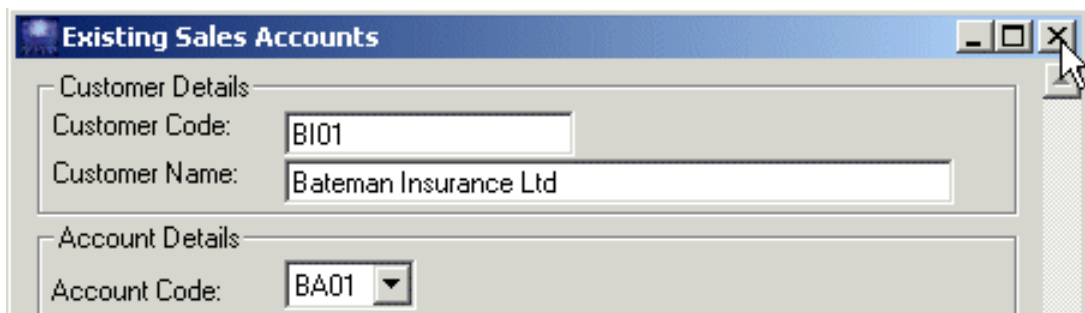 Existing Sales Accounts
Customer Details
Customer Code: BI01
Customer Name: Bateman Insurance Ltd
Account Details
Account Code: BA01